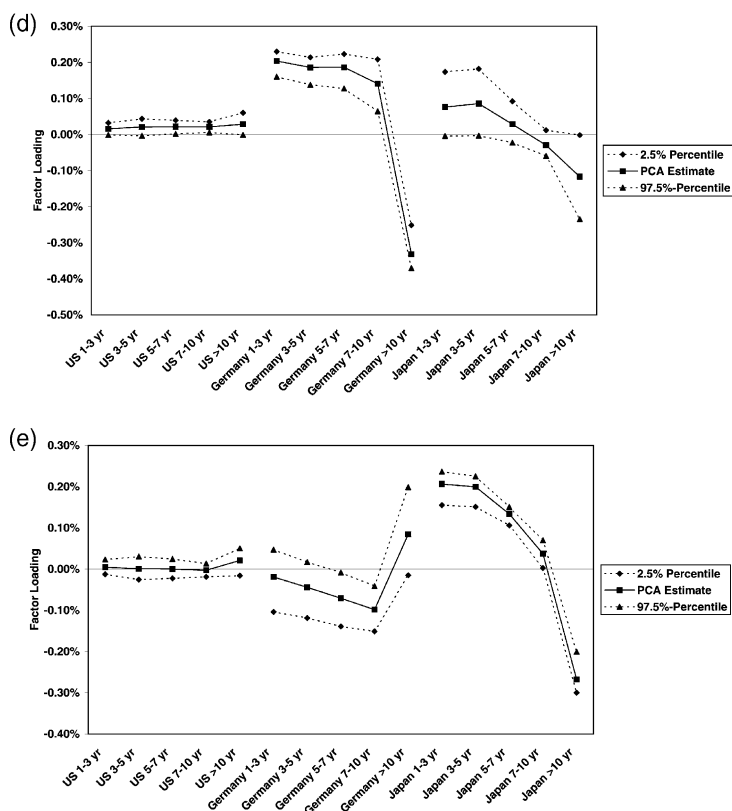 (d)
0.30%
0.20%
0.10%
0.00%
-0.10%
-0.20%
-0.30%
-0.40%
-0.50%
Factor Loading
US 1-3 yr
US 3-5 yr
US 5-7 yr
US 7-10 yr
US >10 yr
Germany 1-3 yr
Germany 3-5 yr
Germany 5-7 yr
Germany 7-10 yr
Germany >10 yr
Japan 1-3 yr
Japan 3-5 yr
Japan 5-7 yr
Japan 7-10 yr
Japan >10 yr
2.5% Percentile
PCA Estimate
97.5%-Percentile
(e)
0.30%
0.20%
0.10%
0.00%
-0.10%
-0.20%
-0.30%
-0.40%
Factor Loading
US 1-3 yr
US 3-5 yr
US 5-7 yr
US 7-10 yr
US >10 yr
Germany 1-3 yr
Germany 3-5 yr
Germany 5-7 yr
Germany 7-10 yr
Germany >10 yr
Japan 1-3 yr
Japan 3-5 yr
Japan 5-7 yr
Japan 7-10 yr
Japan >10 yr
2.5% Percentile
PCA Estimate
97.5%-Percentile